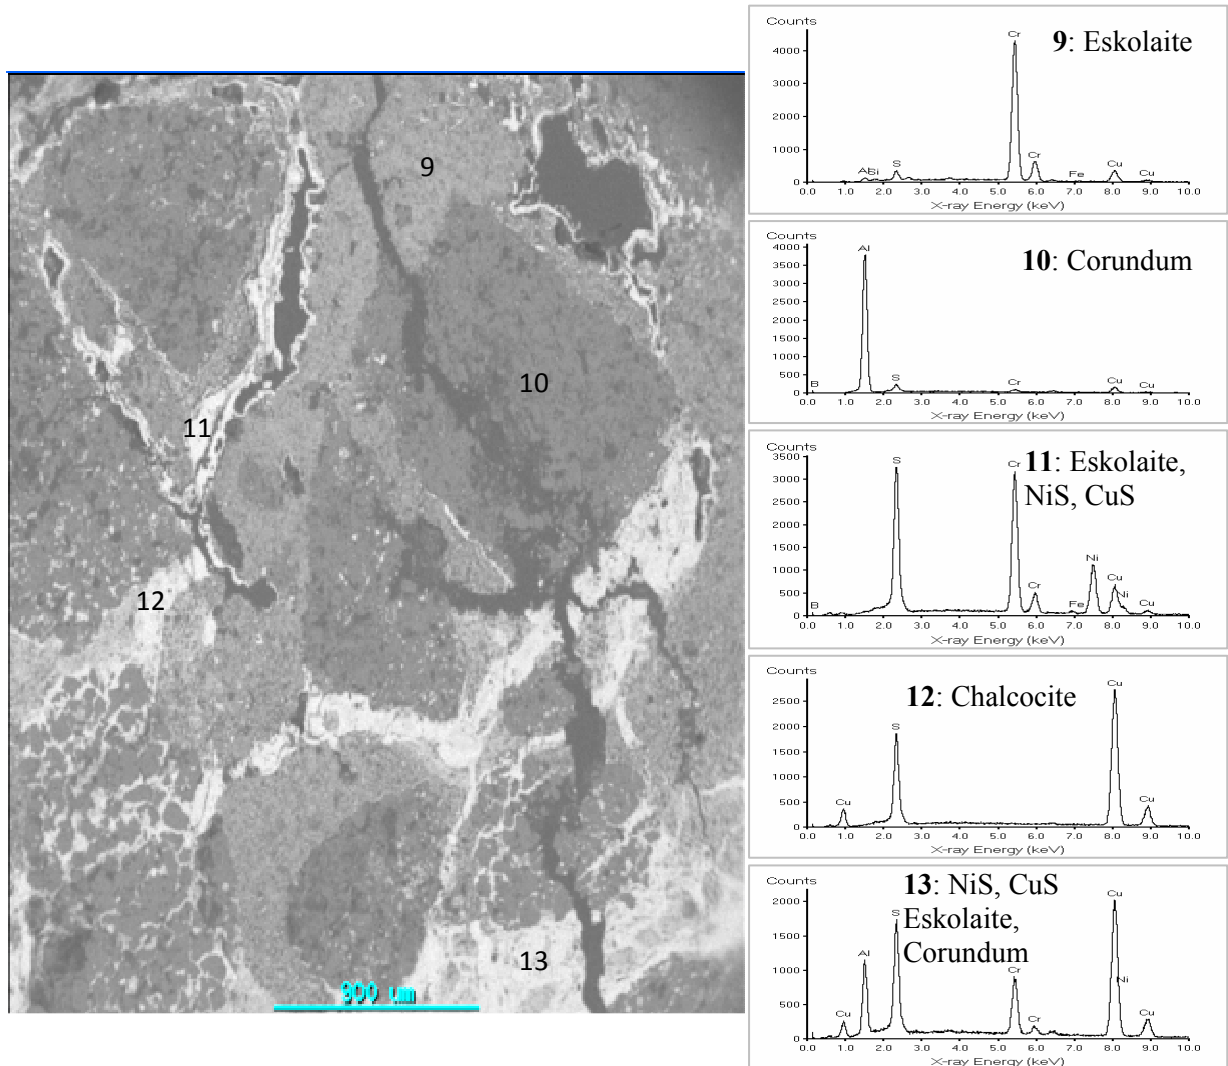 9
10
11
12
13
900 um
Counts
9: Eskolaite
4000
3000
2000
1000
0
Cr
Al Si
S
Cr
Fe
Cu
Cu
0.0 1.0 2.0 3.0 4.0 5.0 6.0 7.0 8.0 9.0 10.0
X-ray Energy (keV)
Counts
10: Corundum
4000
3500
3000
2500
2000
1500
1000
500
0
Al
B
S
Cr
Cu
Cu
0.0 1.0 2.0 3.0 4.0 5.0 6.0 7.0 8.0 9.0 10.0
X-ray Energy (keV)
Counts
11: Eskolaite,
NiS, CuS
3500
3000
2500
2000
1500
1000
500
0
B
S
Cr
Cr
Fe
Ni
Cu
Ni
Cu
0.0 1.0 2.0 3.0 4.0 5.0 6.0 7.0 8.0 9.0 10.0
X-ray Energy (keV)
Counts
12: Chalcocite
2500
2000
1500
1000
500
0
Cu
S
Cu
Cu
0.0 1.0 2.0 3.0 4.0 5.0 6.0 7.0 8.0 9.0 10.0
X-ray Energy (keV)
Counts
13: NiS, CuS
Eskolaite,
Corundum
2000
1500
1000
500
0
Cu
Al
S
Cr
Cr
Cu
Ni
Cu
0.0 1.0 2.0 3.0 4.0 5.0 6.0 7.0 8.0 9.0 10.0
X-ray Energy (keV)